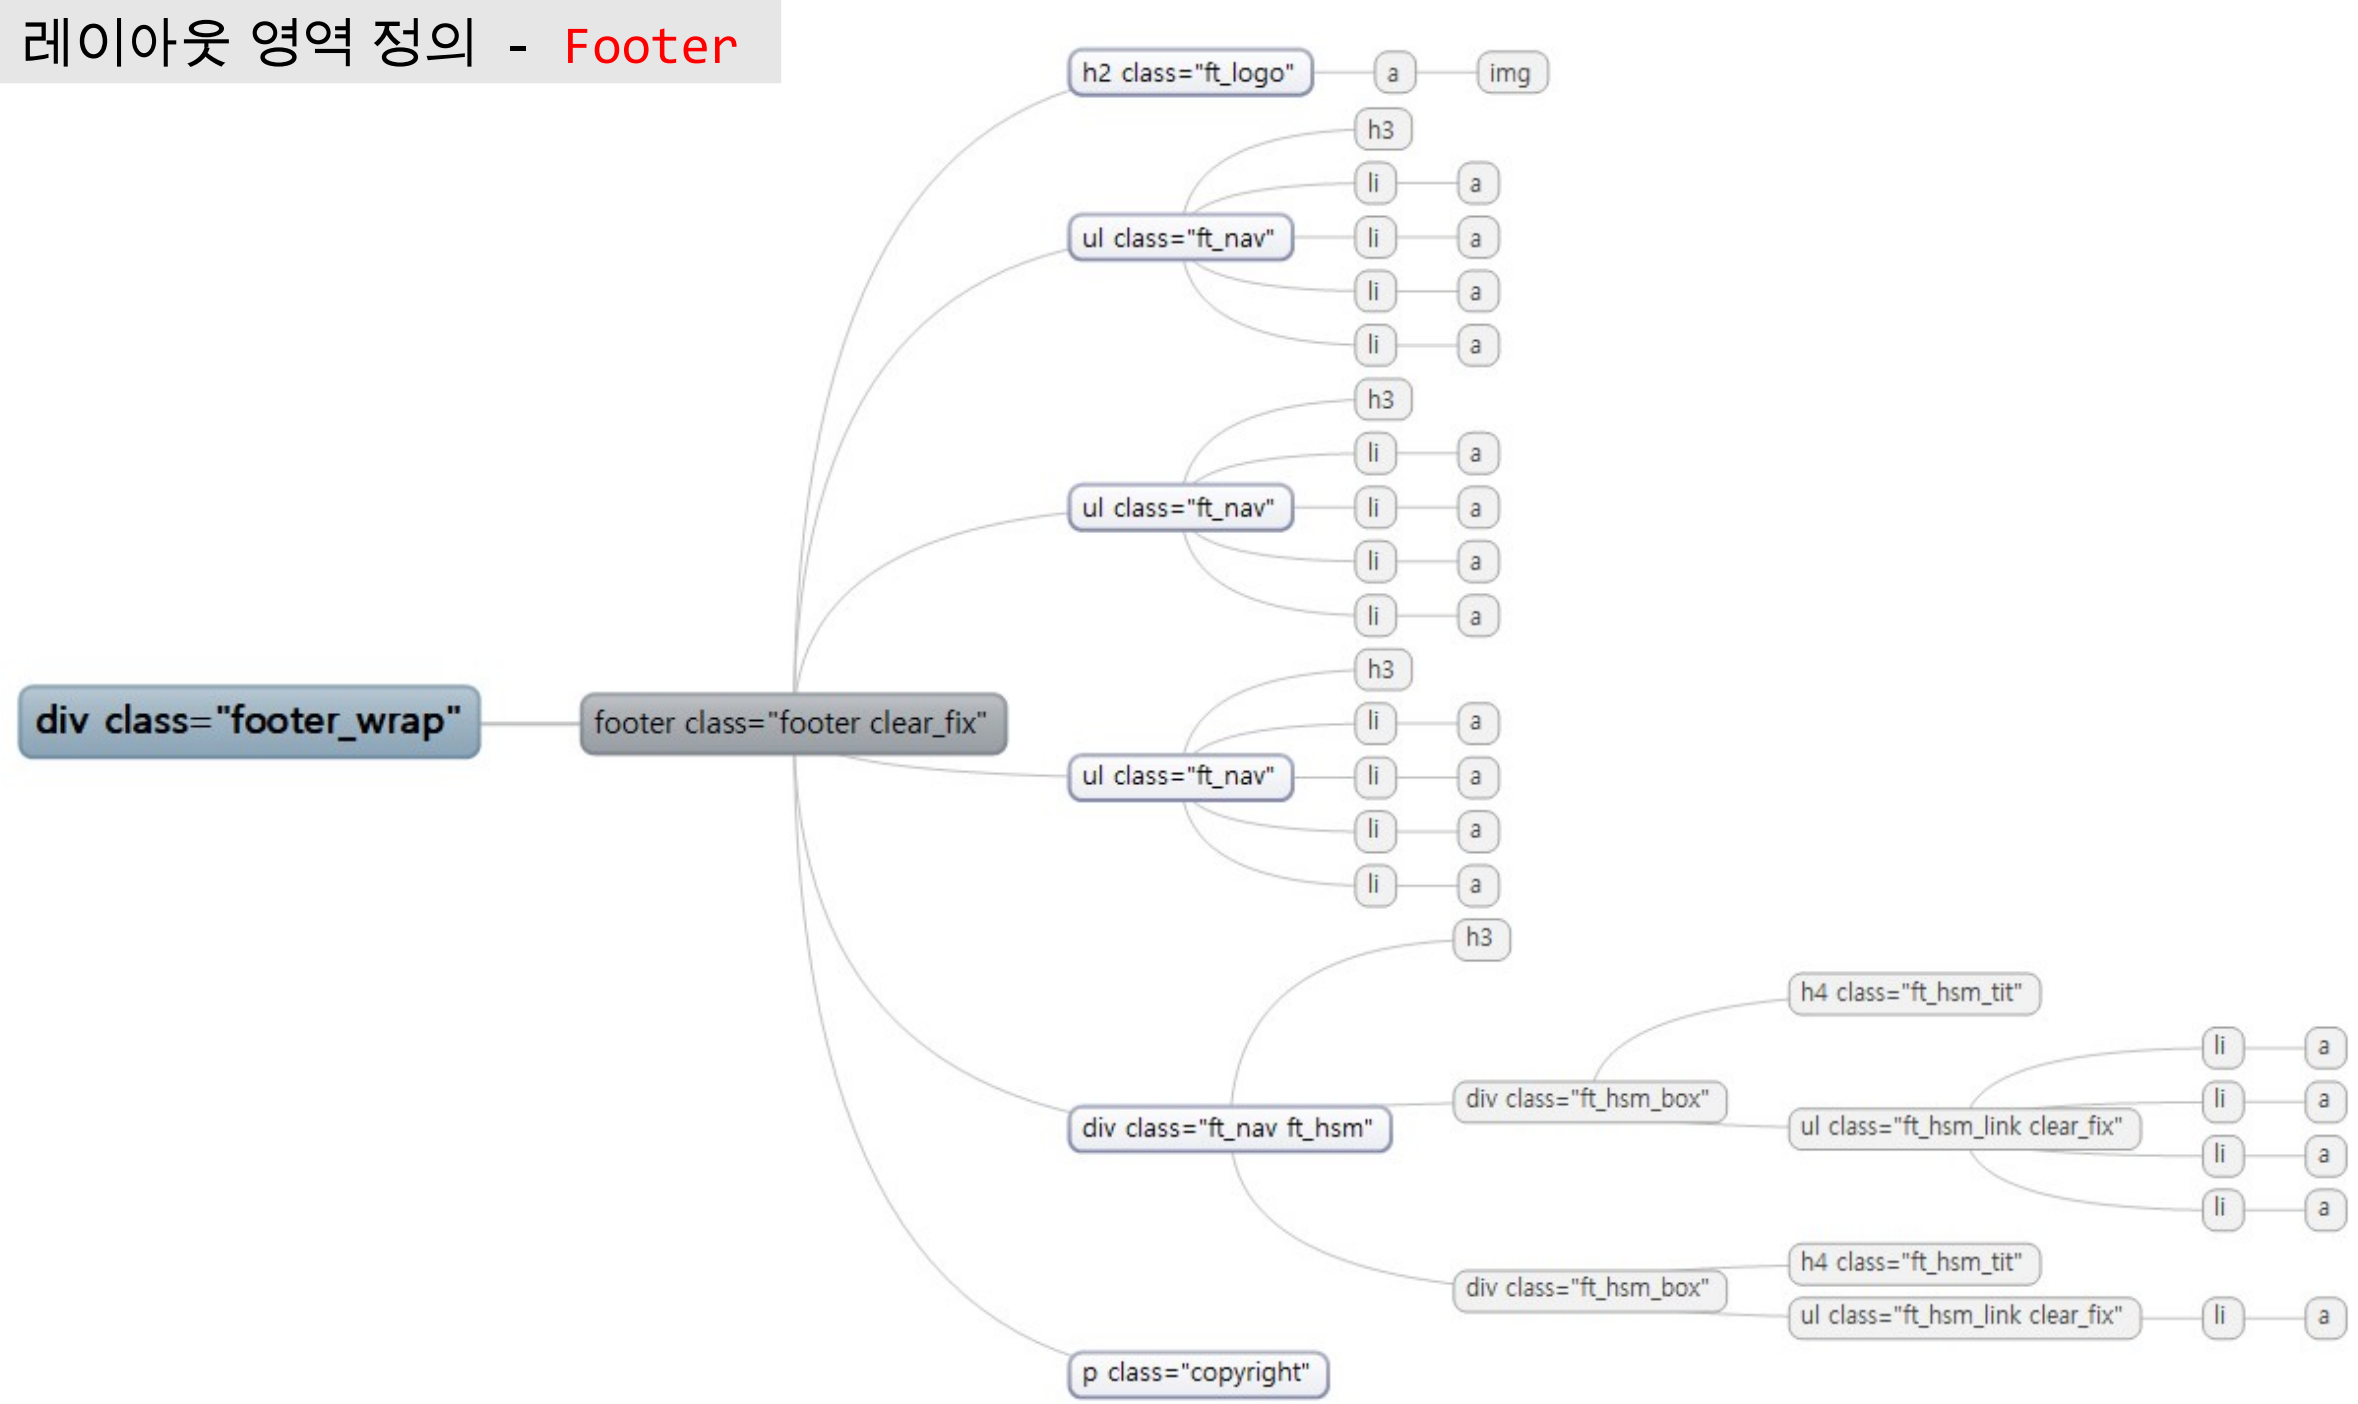 레이아웃 영역 정의 - Footer
div class="footer_wrap"
footer class="footer clear_fix"
h2 class="ft_logo"
a
img
ul class="ft_nav"
h3
li
a
li
a
li
a
li
a
ul class="ft_nav"
h3
li
a
li
a
li
a
li
a
ul class="ft_nav"
h3
li
a
li
a
li
a
li
a
div class="ft_nav ft_hsm"
h3
div class="ft_hsm_box"
h4 class="ft_hsm_tit"
ul class="ft_hsm_link clear_fix"
li
a
li
a
li
a
li
a
div class="ft_hsm_box"
h4 class="ft_hsm_tit"
ul class="ft_hsm_link clear_fix"
li
a
p class="copyright"